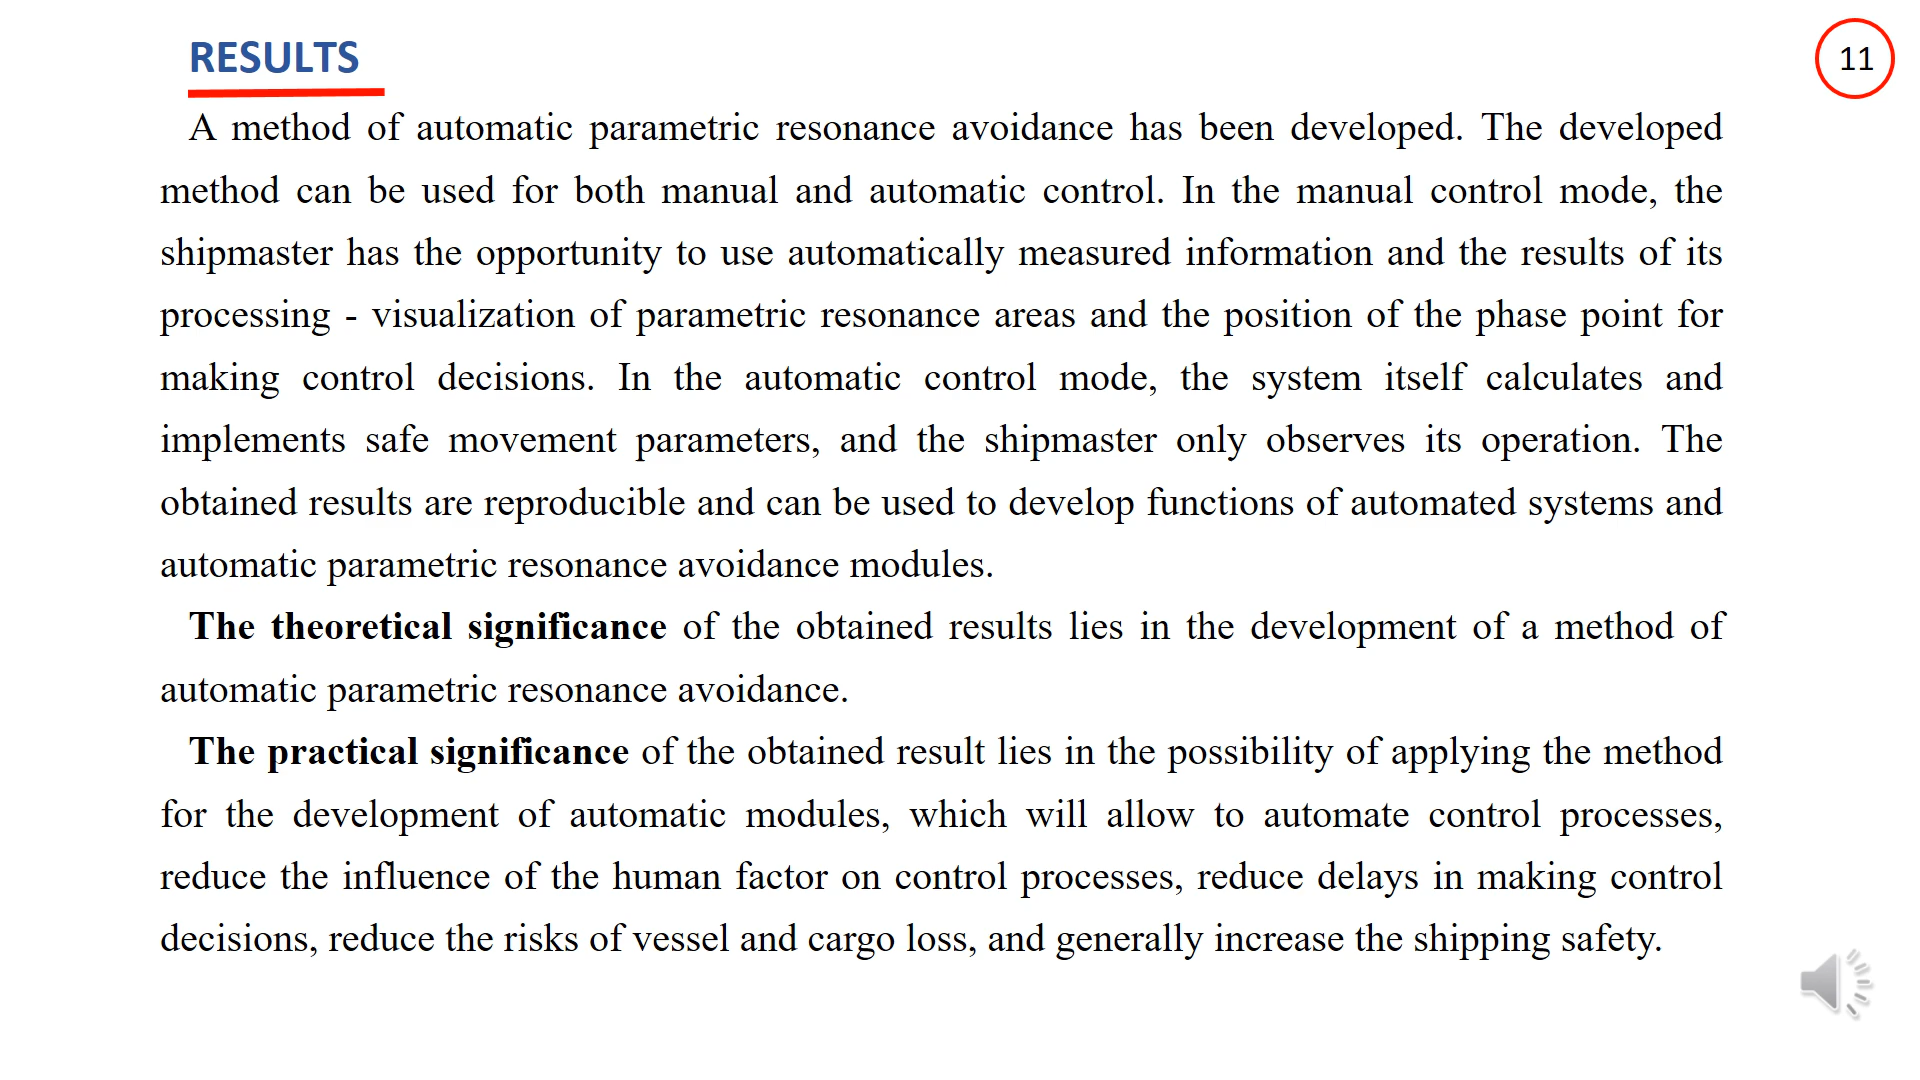 RESULTS
11
A method of automatic parametric resonance avoidance has been developed. The developed
method can be used for both manual and automatic control. In the manual control mode, the
shipmaster has the opportunity to use automatically measured information and the results of its
processing - visualization of parametric resonance areas and the position of the phase point for
making control decisions. In the automatic control mode, the system itself calculates and
implements safe movement parameters, and the shipmaster only observes its operation. The
obtained results are reproducible and can be used to develop functions of automated systems and
automatic parametric resonance avoidance modules.
The theoretical significance of the obtained results lies in the development of a method of
automatic parametric resonance avoidance.
The practical significance of the obtained result lies in the possibility of applying the method
for the development of automatic modules, which will allow to automate control processes,
reduce the influence of the human factor on control processes, reduce delays in making control
decisions, reduce the risks of vessel and cargo loss, and generally increase the shipping safety.